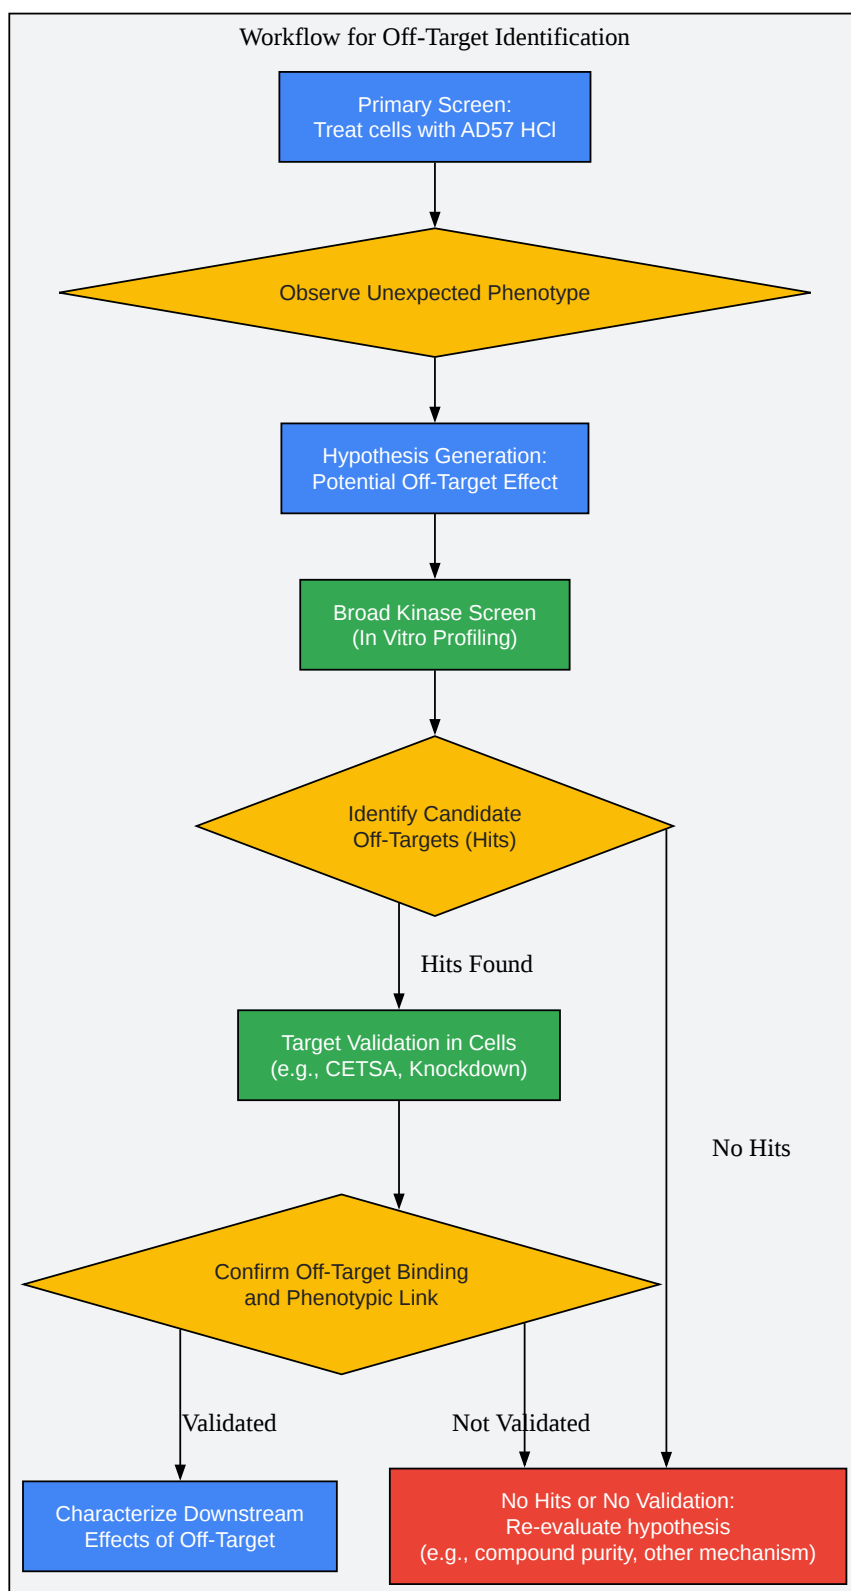 Workflow for Off-Target Identification
Primary Screen:
Treat cells with AD57 HCl
Observe Unexpected Phenotype
Hypothesis Generation:
Potential Off-Target Effect
Broad Kinase Screen
(In Vitro Profiling)
Identify Candidate
Off-Targets (Hits)
Hits Found
Target Validation in Cells
(e.g., CETSA, Knockdown)
No Hits
Confirm Off-Target Binding
and Phenotypic Link
Validated
Not Validated
Characterize Downstream
Effects of Off-Target
No Hits or No Validation:
Re-evaluate hypothesis
(e.g., compound purity, other mechanism)